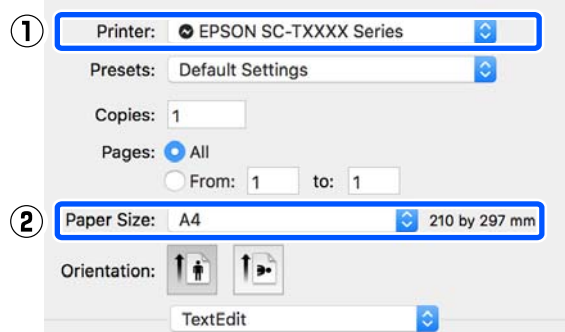 ① Printer: EPSON SC-TXXXX Series
Presets: Default Settings
Copies: 1
Pages: All
From: 1 to: 1
② Paper Size: A4 210 by 297 mm
Orientation:
TextEdit